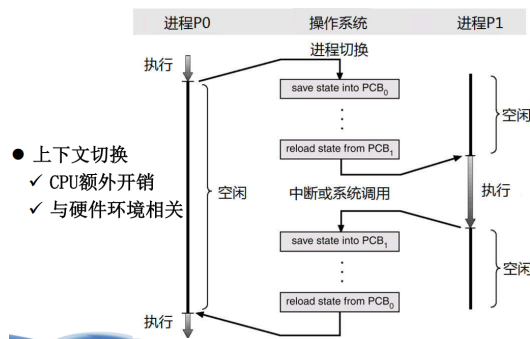 进程P0 操作系统 进程P1
进程切换
执行
save state into PCB₀
空闲
reload state from PCB₁
● 上下文切换
✓ CPU额外开销
✓ 与硬件环境相关
空闲
中断或系统调用
执行
save state into PCB₁
空闲
reload state from PCB₀
执行